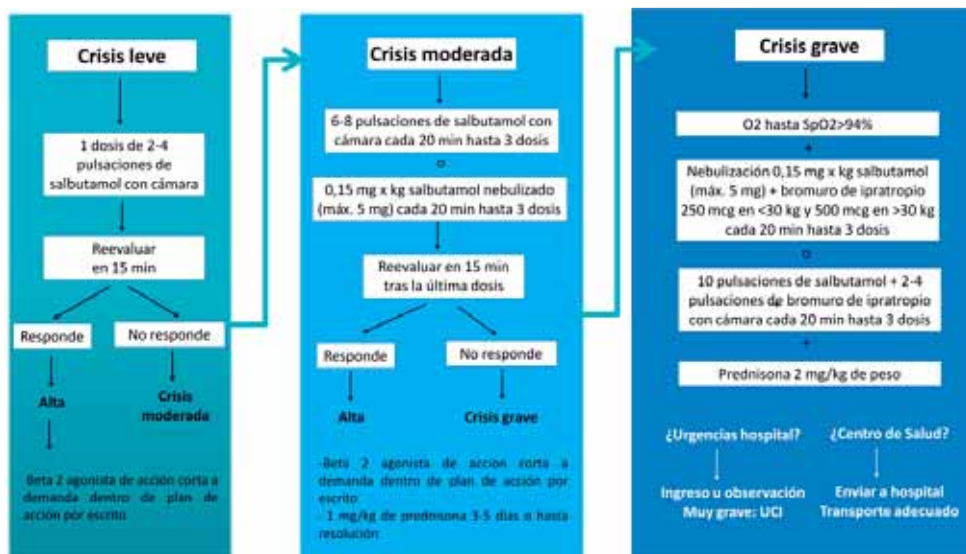 Crisis leve
1 dosis de 2-4
pulsaciones de
salbutamol con cámara
Reevaluar
en 15 min
Responde
No responde
Alta
Crisis
moderada
Beta 2 agonista de acción corta a
demanda dentro de plan de
acción por escrito
Crisis moderada
6-8 pulsaciones de salbutamol con
cámara cada 20 min hasta 3 dosis
o
0,15 mg x kg salbutamol nebulizado
(máx. 5 mg) cada 20 min hasta 3 dosis
Reevaluar en 15 min
tras la última dosis
Responde
No responde
Alta
Crisis grave
-Beta 2 agonista de acción corta a
demanda dentro de plan de acción por
escrito
- 1 mg/kg de prednisona 3-5 días o hasta
resolución
Crisis grave
O2 hasta SpO2>94%
+
Nebulización 0,15 mg x kg salbutamol
(máx. 5 mg) + bromuro de ipratropio
250 mcg en <30 kg y 500 mcg en >30 kg
cada 20 min hasta 3 dosis
o
10 pulsaciones de salbutamol + 2-4
pulsaciones de bromuro de ipratropio
con cámara cada 20 min hasta 3 dosis
+
Prednisona 2 mg/kg de peso
¿Urgencias hospital?
¿Centro de Salud?
Ingreso u observación
Muy grave: UCI
Enviar a hospital
Transporte adecuado